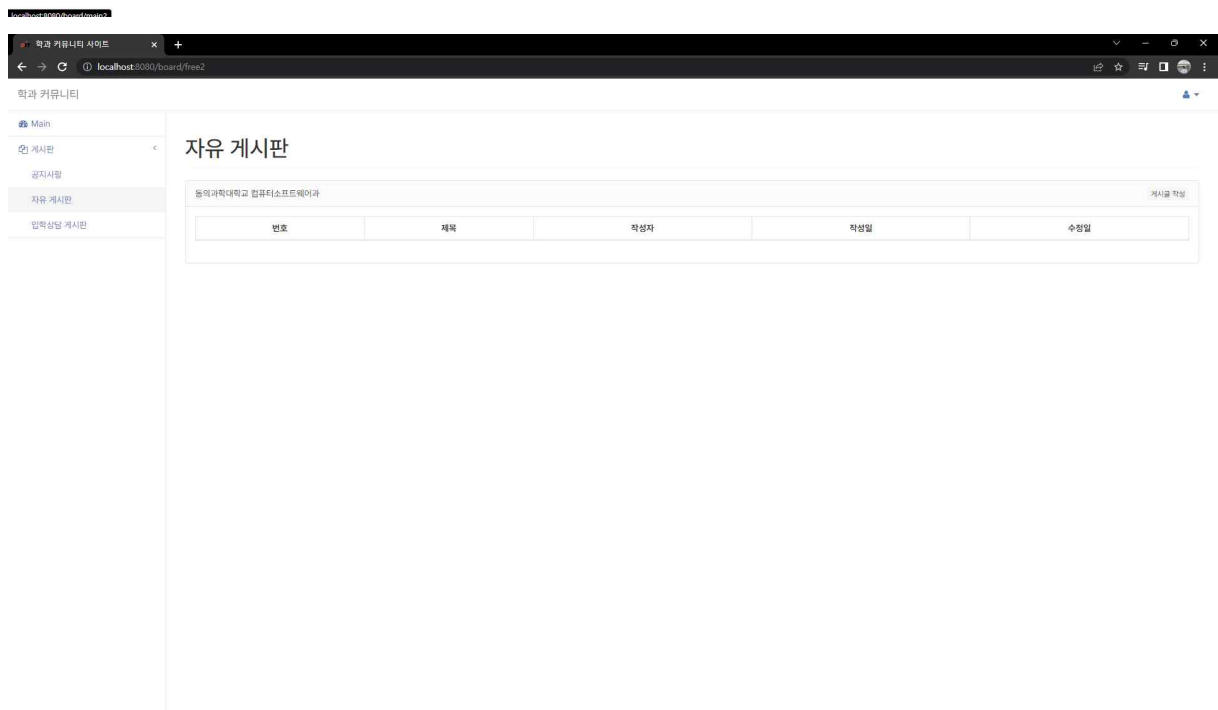 localhost:8080/board/main2
학과 커뮤니티 사이트
localhost:8080/board/free2
학과 커뮤니티
Main
게시판
공지사항
자유 게시판
입학상담 게시판
자유 게시판
동의과학대학교 컴퓨터소프트웨어과 게시글 작성
번호 제목 작성자 작성일 수정일